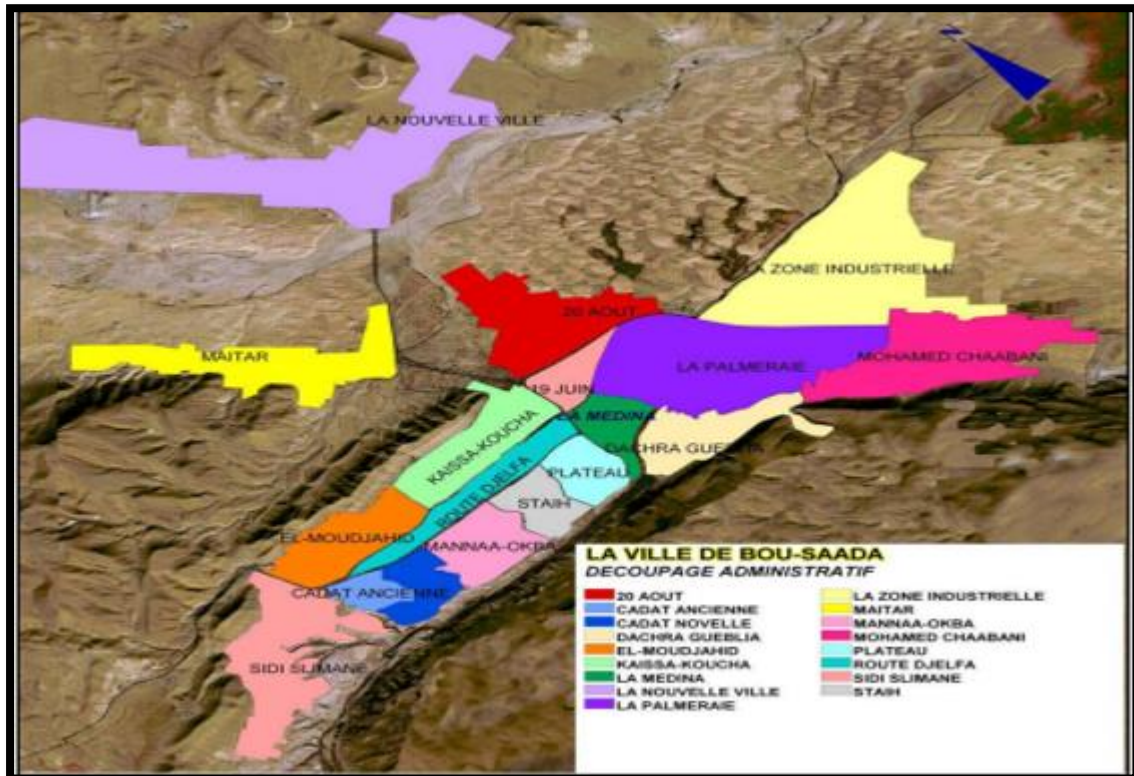 N
LA NOUVELLE VILLE
LA ZONE INDUSTRIELLE
20 AOUT
MAITAR
LA PALMERAIE
MOHAMED CHAABANI
19 JUIN
LA MEDINA
KAISSA-KOUCHA
DACHRA GUEBLIA
PLATEAU
ROUTE DJELFA
STAIH
EL-MOUDJAHID
MANNAA-OKBA
CADAT ANCIENNE
SIDI SLIMANE
LA VILLE DE BOU-SAADA
DECOUPAGE ADMINISTRATIF
20 AOUT
CADAT ANCIENNE
CADAT NOVELLE
DACHRA GUEBLIA
EL-MOUDJAHID
KAISSA-KOUCHA
LA MEDINA
LA NOUVELLE VILLE
LA PALMERAIE
LA ZONE INDUSTRIELLE
MAITAR
MANNAA-OKBA
MOHAMED CHAABANI
PLATEAU
ROUTE DJELFA
SIDI SLIMANE
STAIH